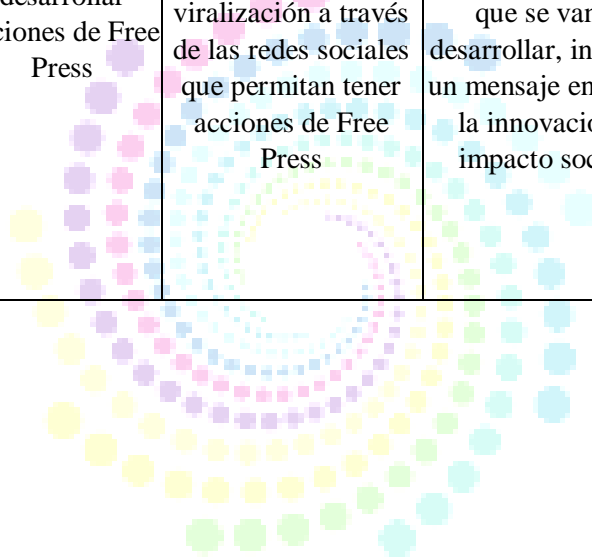 desarrollar
ciones de Free
Press
viralización a través
de las redes sociales
que permitan tener
acciones de Free
Press
que se van
desarrollar, in
un mensaje en
la innovació
impacto soc